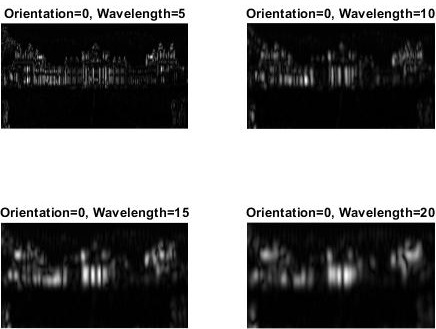 Orientation=0, Wavelength=5
Orientation=0, Wavelength=10
Orientation=0, Wavelength=15
Orientation=0, Wavelength=20